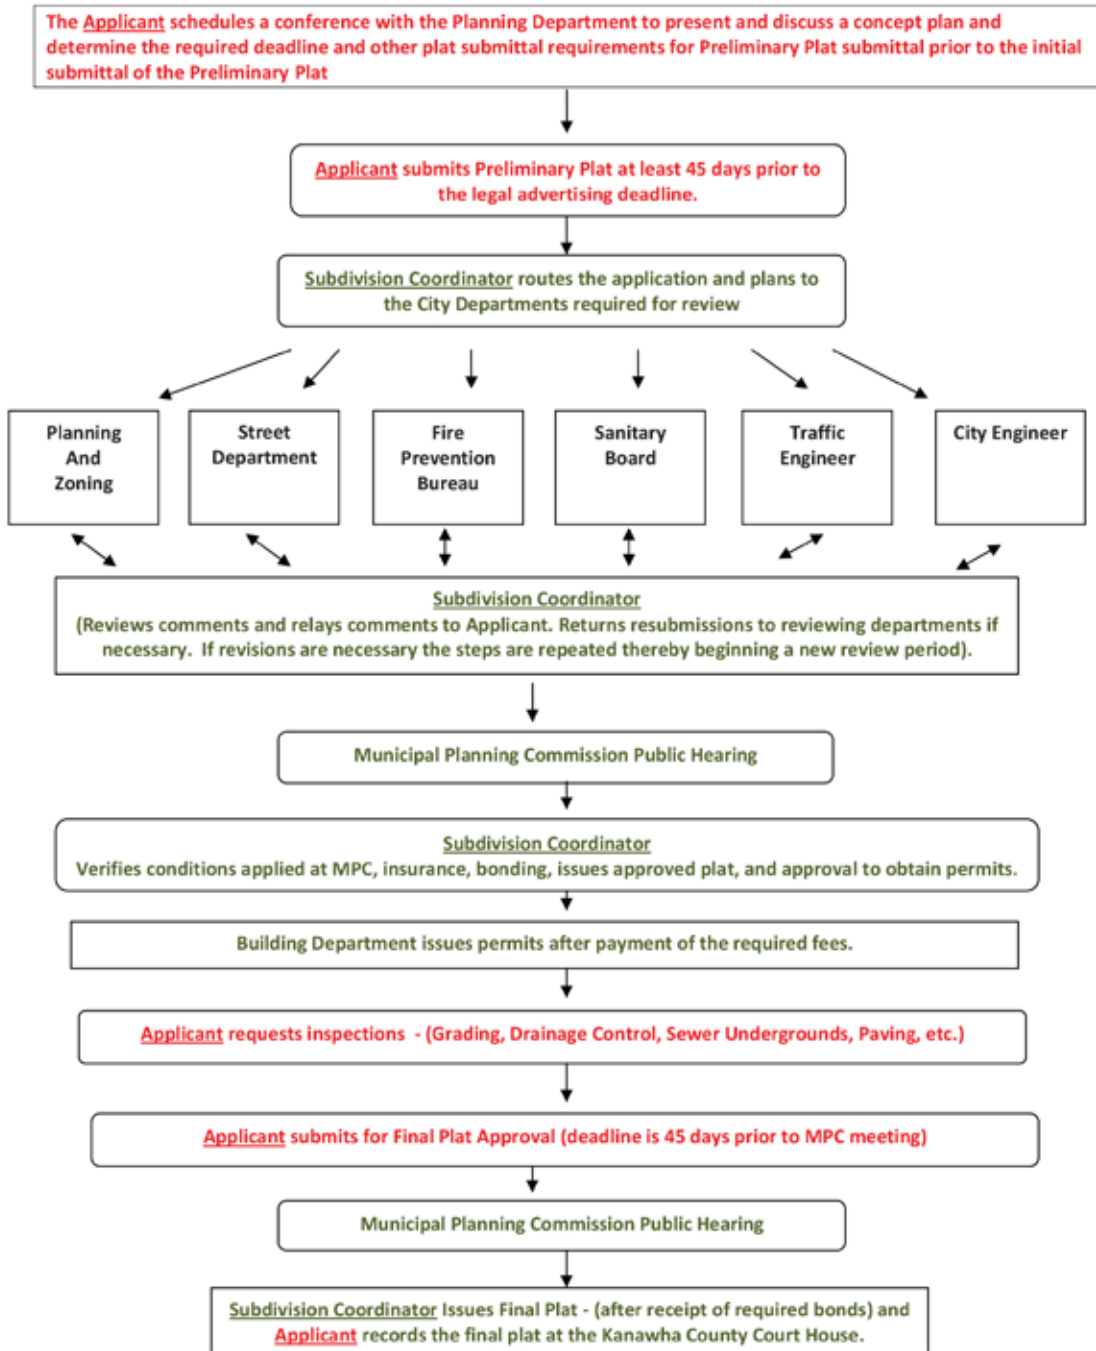 The Applicant schedules a conference with the Planning Department to present and discuss a concept plan and
determine the required deadline and other plat submittal requirements for Preliminary Plat submittal prior to the initial
submittal of the Preliminary Plat
Applicant submits Preliminary Plat at least 45 days prior to
the legal advertising deadline.
Subdivision Coordinator routes the application and plans to
the City Departments required for review
Planning
And
Zoning
Street
Department
Fire
Prevention
Bureau
Sanitary
Board
Traffic
Engineer
City Engineer
Subdivision Coordinator
(Reviews comments and relays comments to Applicant. Returns resubmissions to reviewing departments if
necessary. If revisions are necessary the steps are repeated thereby beginning a new review period).
Municipal Planning Commission Public Hearing
Subdivision Coordinator
Verifies conditions applied at MPC, insurance, bonding, issues approved plat, and approval to obtain permits.
Building Department issues permits after payment of the required fees.
Applicant requests inspections - (Grading, Drainage Control, Sewer Undergrounds, Paving, etc.)
Applicant submits for Final Plat Approval (deadline is 45 days prior to MPC meeting)
Municipal Planning Commission Public Hearing
Subdivision Coordinator Issues Final Plat - (after receipt of required bonds) and
Applicant records the final plat at the Kanawha County Court House.